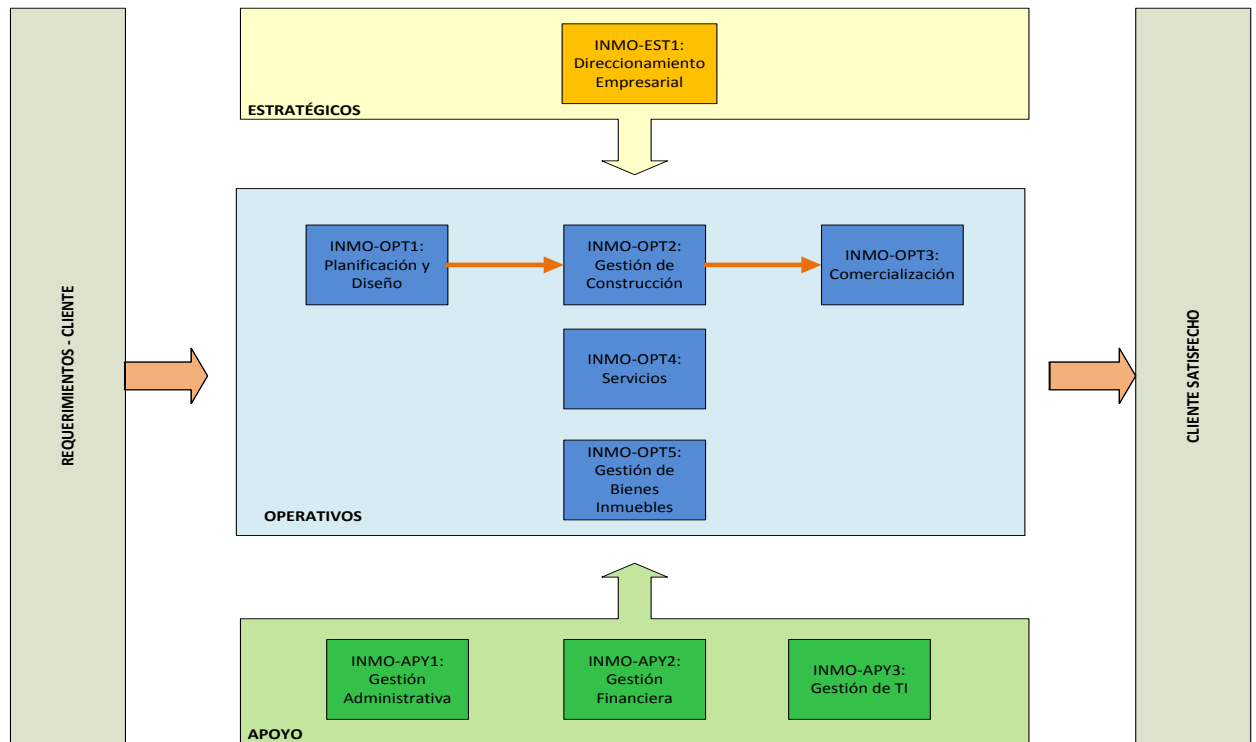 REQUERIMIENTOS - CLIENTE
INMO-EST1:
Direccionamiento
Empresarial
ESTRATÉGICOS
INMO-OPT1:
Planificación y
Diseño
INMO-OPT2:
Gestión de
Construcción
INMO-OPT3:
Comercialización
INMO-OPT4:
Servicios
INMO-OPT5:
Gestión de
Bienes
Inmuebles
OPERATIVOS
INMO-APY1:
Gestión
Administrativa
INMO-APY2:
Gestión
Financiera
INMO-APY3:
Gestión de TI
APOYO
CLIENTE SATISFECHO